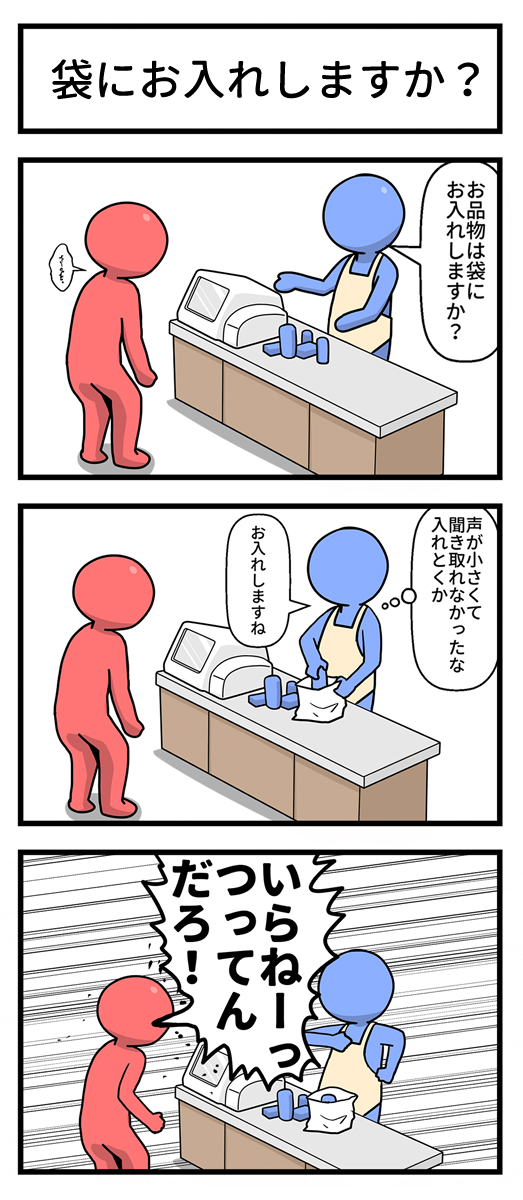 袋にお入れしますか？
お品物は袋に
お入れしますか？
声が小さくて
聞き取れなかったな
入れとくか
お入れしますね
いらねーっ
つってん
だろ！